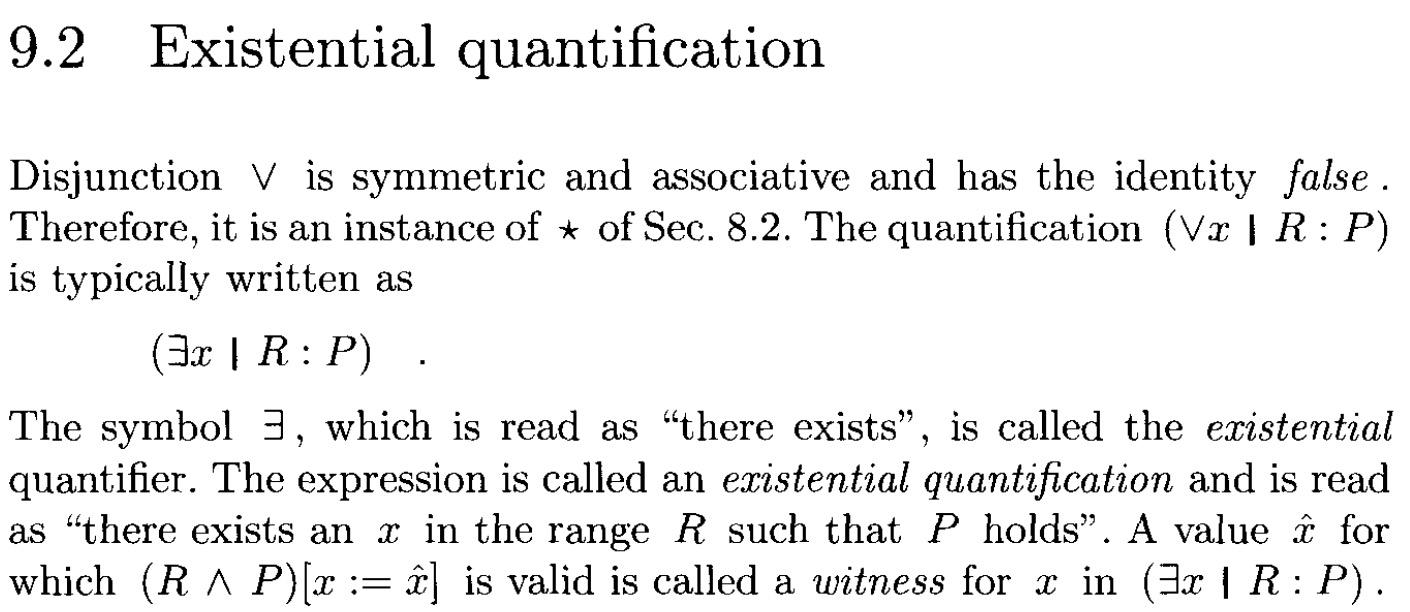 9.2 Existential quantification
Disjunction ∨ is symmetric and associative and has the identity false .
Therefore, it is an instance of ⋆ of Sec. 8.2. The quantification (∨x | R : P)
is typically written as
(∃x | R : P) .
The symbol ∃ , which is read as “there exists”, is called the existential
quantifier. The expression is called an existential quantification and is read
as “there exists an x in the range R such that P holds”. A value x̂ for
which (R ∧ P)[x := x̂] is valid is called a witness for x in (∃x | R : P) .